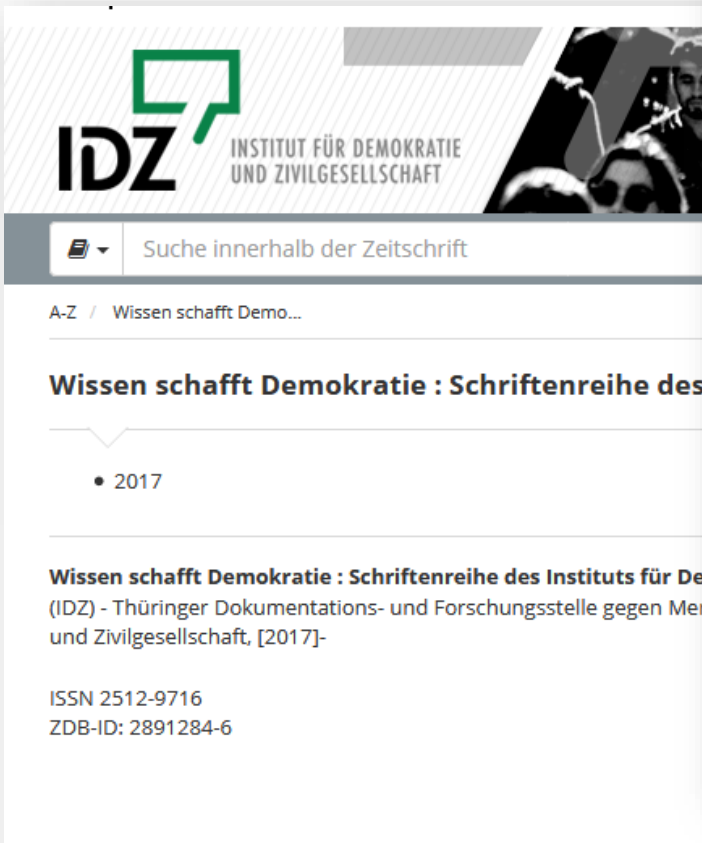 IDZ
INSTITUT FÜR DEMOKRATIE
UND ZIVILGESELLSCHAFT
Suche innerhalb der Zeitschrift
A-Z / Wissen schafft Demo...
Wissen schafft Demokratie : Schriftenreihe des
• 2017
Wissen schafft Demokratie : Schriftenreihe des Instituts für De
(IDZ) - Thüringer Dokumentations- und Forschungsstelle gegen Me
und Zivilgesellschaft, [2017]-
ISSN 2512-9716
ZDB-ID: 2891284-6